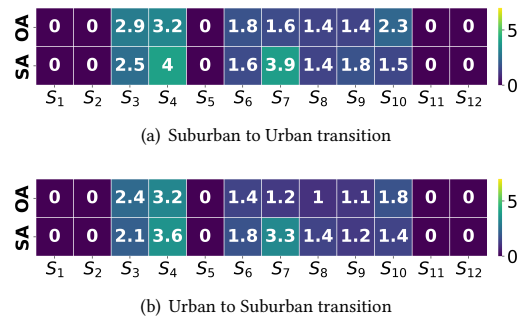 OA 0 0 2.9 3.2 0 1.8 1.6 1.4 1.4 2.3 0 0 5
SA 0 0 2.5 4 0 1.6 3.9 1.4 1.8 1.5 0 0 0
S1 S2 S3 S4 S5 S6 S7 S8 S9 S10 S11 S12
(a) Suburban to Urban transition
OA 0 0 2.4 3.2 0 1.4 1.2 1 1.1 1.8 0 0 5
SA 0 0 2.1 3.6 0 1.8 3.3 1.4 1.2 1.4 0 0 0
S1 S2 S3 S4 S5 S6 S7 S8 S9 S10 S11 S12
(b) Urban to Suburban transition